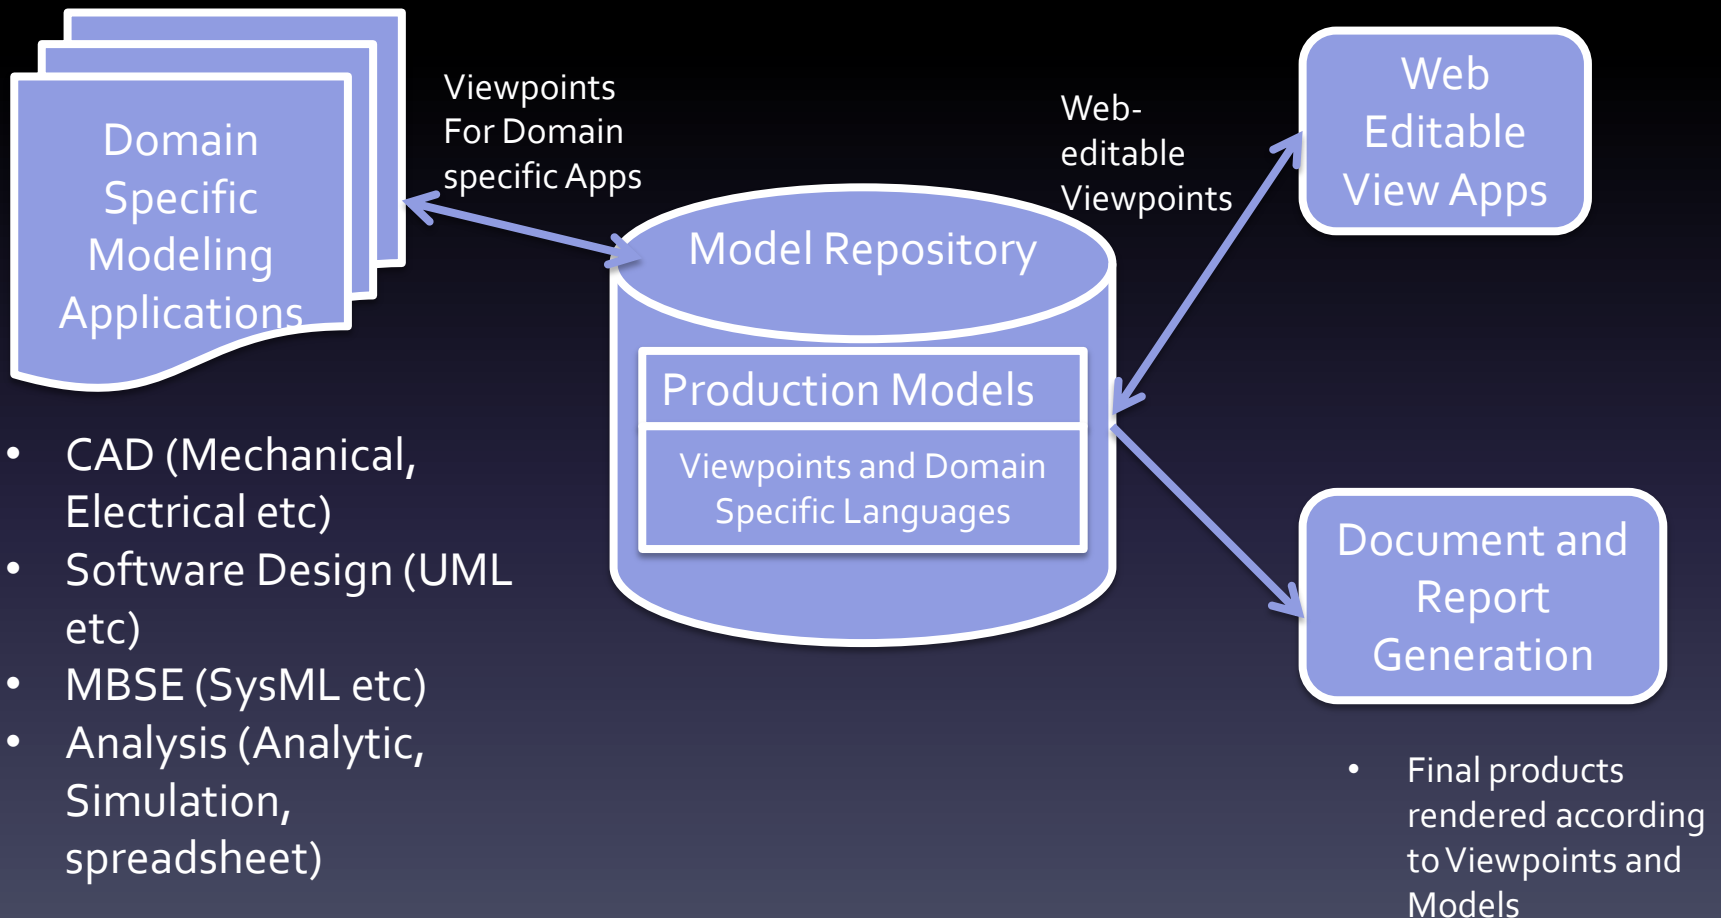 Domain
Specific
Modeling
Applications
Viewpoints
For Domain
specific Apps
Web-
editable
Viewpoints
Web
Editable
View Apps
Model Repository
Production Models
Viewpoints and Domain
Specific Languages
• CAD (Mechanical,
Electrical etc)
• Software Design (UML
etc)
• MBSE (SysML etc)
• Analysis (Analytic,
Simulation,
spreadsheet)
Document and
Report
Generation
• Final products
rendered according
to Viewpoints and
Models